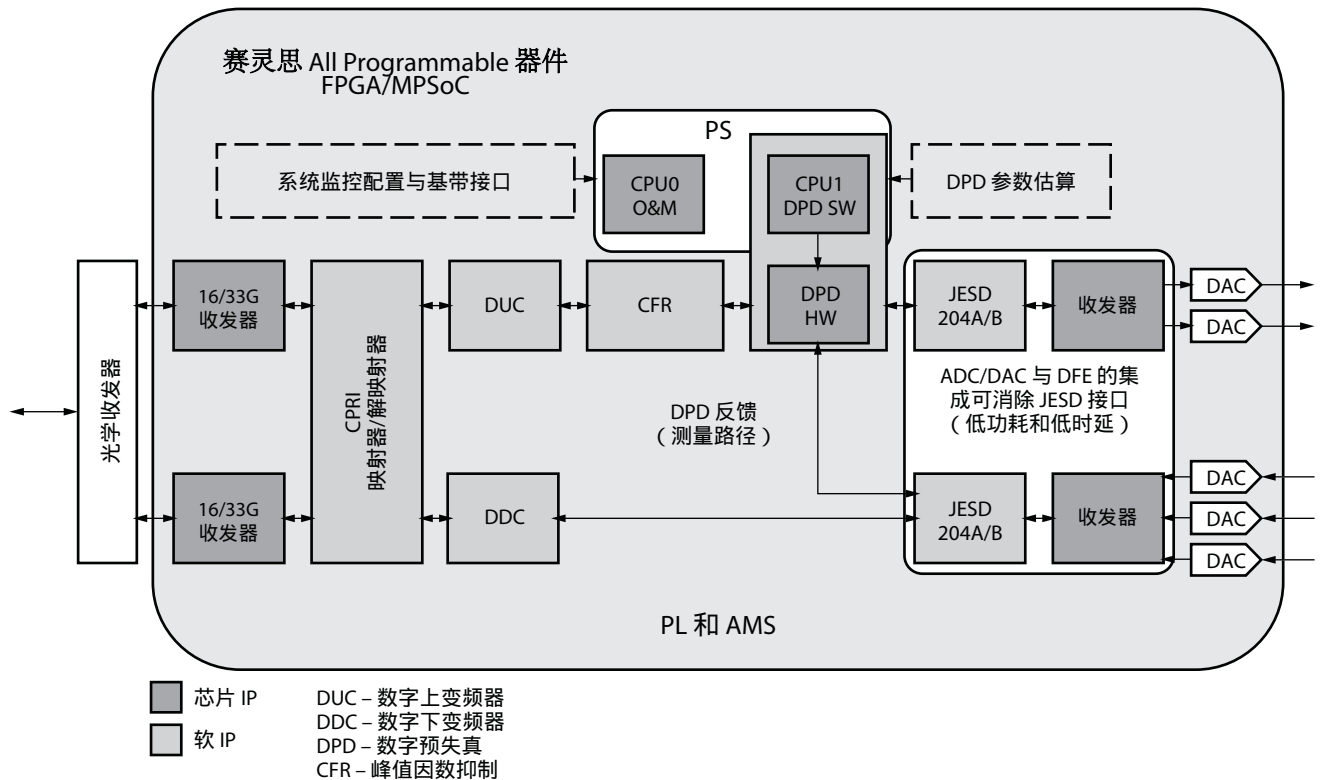 赛灵思 All Programmable 器件
FPGA/MPSoC
PS
系统监控配置与基带接口
CPU0
O&M
CPU1
DPD SW
DPD 参数估算
光学收发器
16/33G
收发器
CPRI
映射器/解映射器
DUC
CFR
DPD
HW
JESD
204A/B
收发器
DAC
DAC
DPD 反馈
（测量路径）
ADC/DAC 与 DFE 的集
成可消除 JESD 接口
（低功耗和低时延）
16/33G
收发器
DDC
JESD
204A/B
收发器
DAC
DAC
DAC
PL 和 AMS
芯片 IP
软 IP
DUC – 数字上变频器
DDC – 数字下变频器
DPD – 数字预失真
CFR – 峰值因数抑制